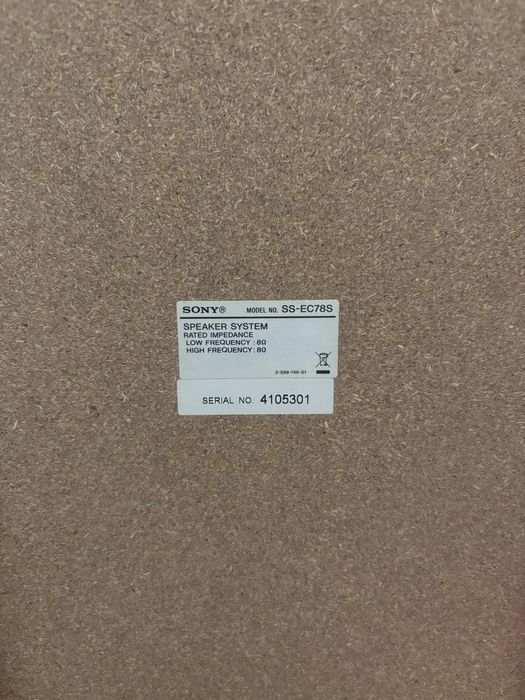 SONY® MODEL NO. SS-EC78S
SPEAKER SYSTEM
RATED IMPEDANCE
LOW FREQUENCY : 8Ω
HIGH FREQUENCY : 8Ω
2-599-746-01
SERIAL NO. 4105301